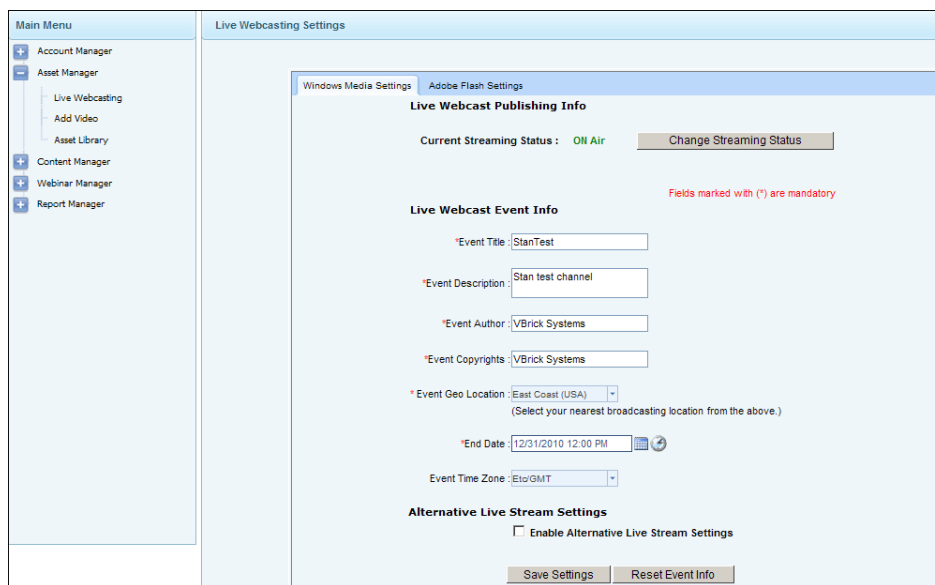 Main Menu
Account Manager
Asset Manager
Live Webcasting
Add Video
Asset Library
Content Manager
Webinar Manager
Report Manager
Live Webcasting Settings
Windows Media Settings
Adobe Flash Settings
Live Webcast Publishing Info
Current Streaming Status : ON Air
Change Streaming Status
Fields marked with (*) are mandatory
Live Webcast Event Info
*Event Title : StanTest
*Event Description : Stan test channel
*Event Author : VBrick Systems
*Event Copyrights : VBrick Systems
* Event Geo Location : East Coast (USA)
(Select your nearest broadcasting location from the above.)
*End Date : 12/31/2010 12:00 PM
Event Time Zone : Etc/GMT
Alternative Live Stream Settings
Enable Alternative Live Stream Settings
Save Settings
Reset Event Info